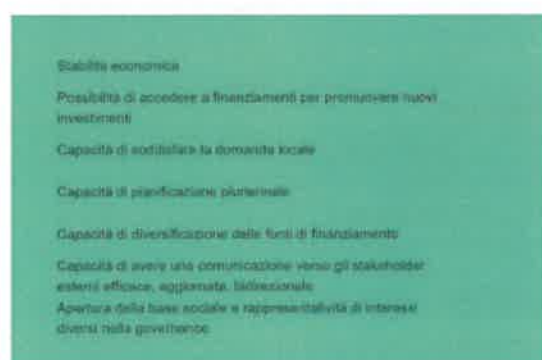 Stabilità economica
Possibilità di accedere a finanziamenti per promuovere nuovi
investimenti
Capacità di soddisfare la domanda locale
Capacità di pianificazione pluriennale
Capacità di diversificazione delle fonti di finanziamento
Capacità di avere una comunicazione verso gli stakeholder
esterni efficace, aggiornata, bidirezionale
Apertura della base sociale e rappresentatività di interessi
diversi nella governance